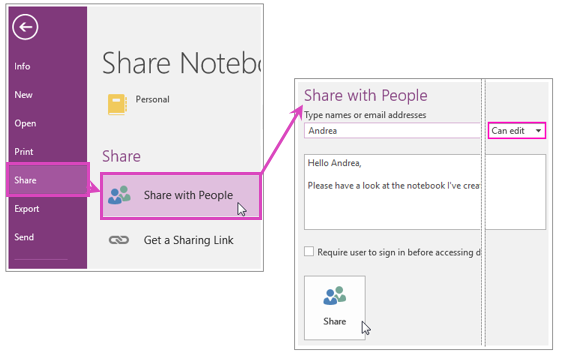 Info
New
Open
Print
Share
Export
Send
Share Notebo
Personal
Share
Share with People
Get a Sharing Link
Share with People
Type names or email addresses
Andrea
Can edit
Hello Andrea,
Please have a look at the notebook I've crea
Require user to sign in before accessing d
Share